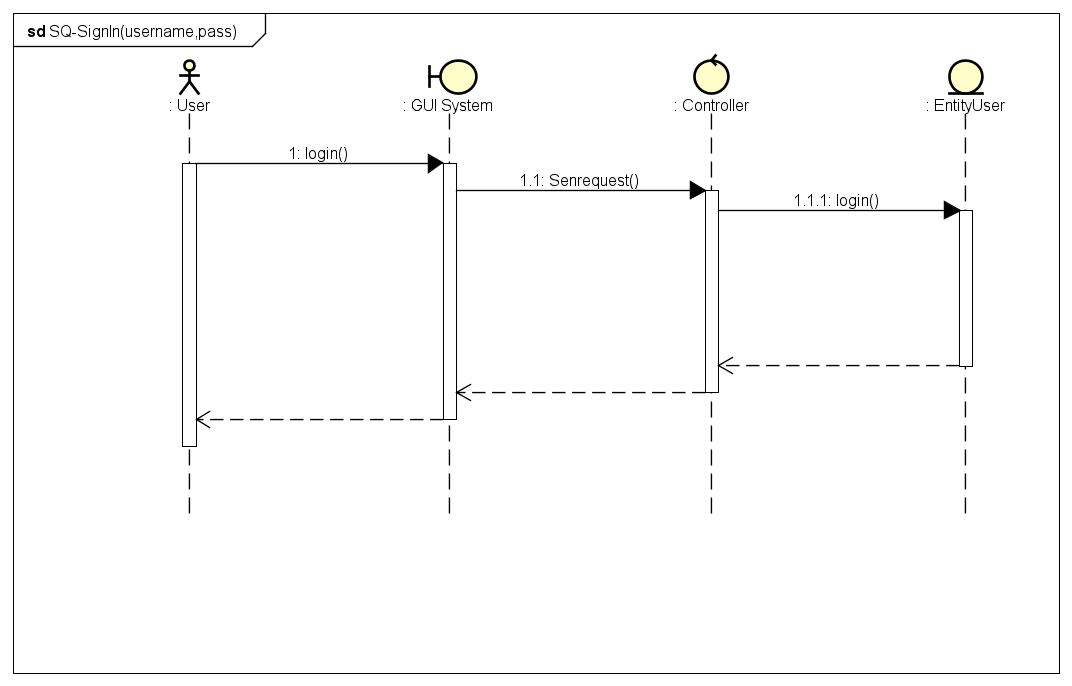 sd SQ-SignIn(username,pass)
: User
: GUI System
: Controller
: EntityUser
1: login()
1.1: Senrequest()
1.1.1: login()